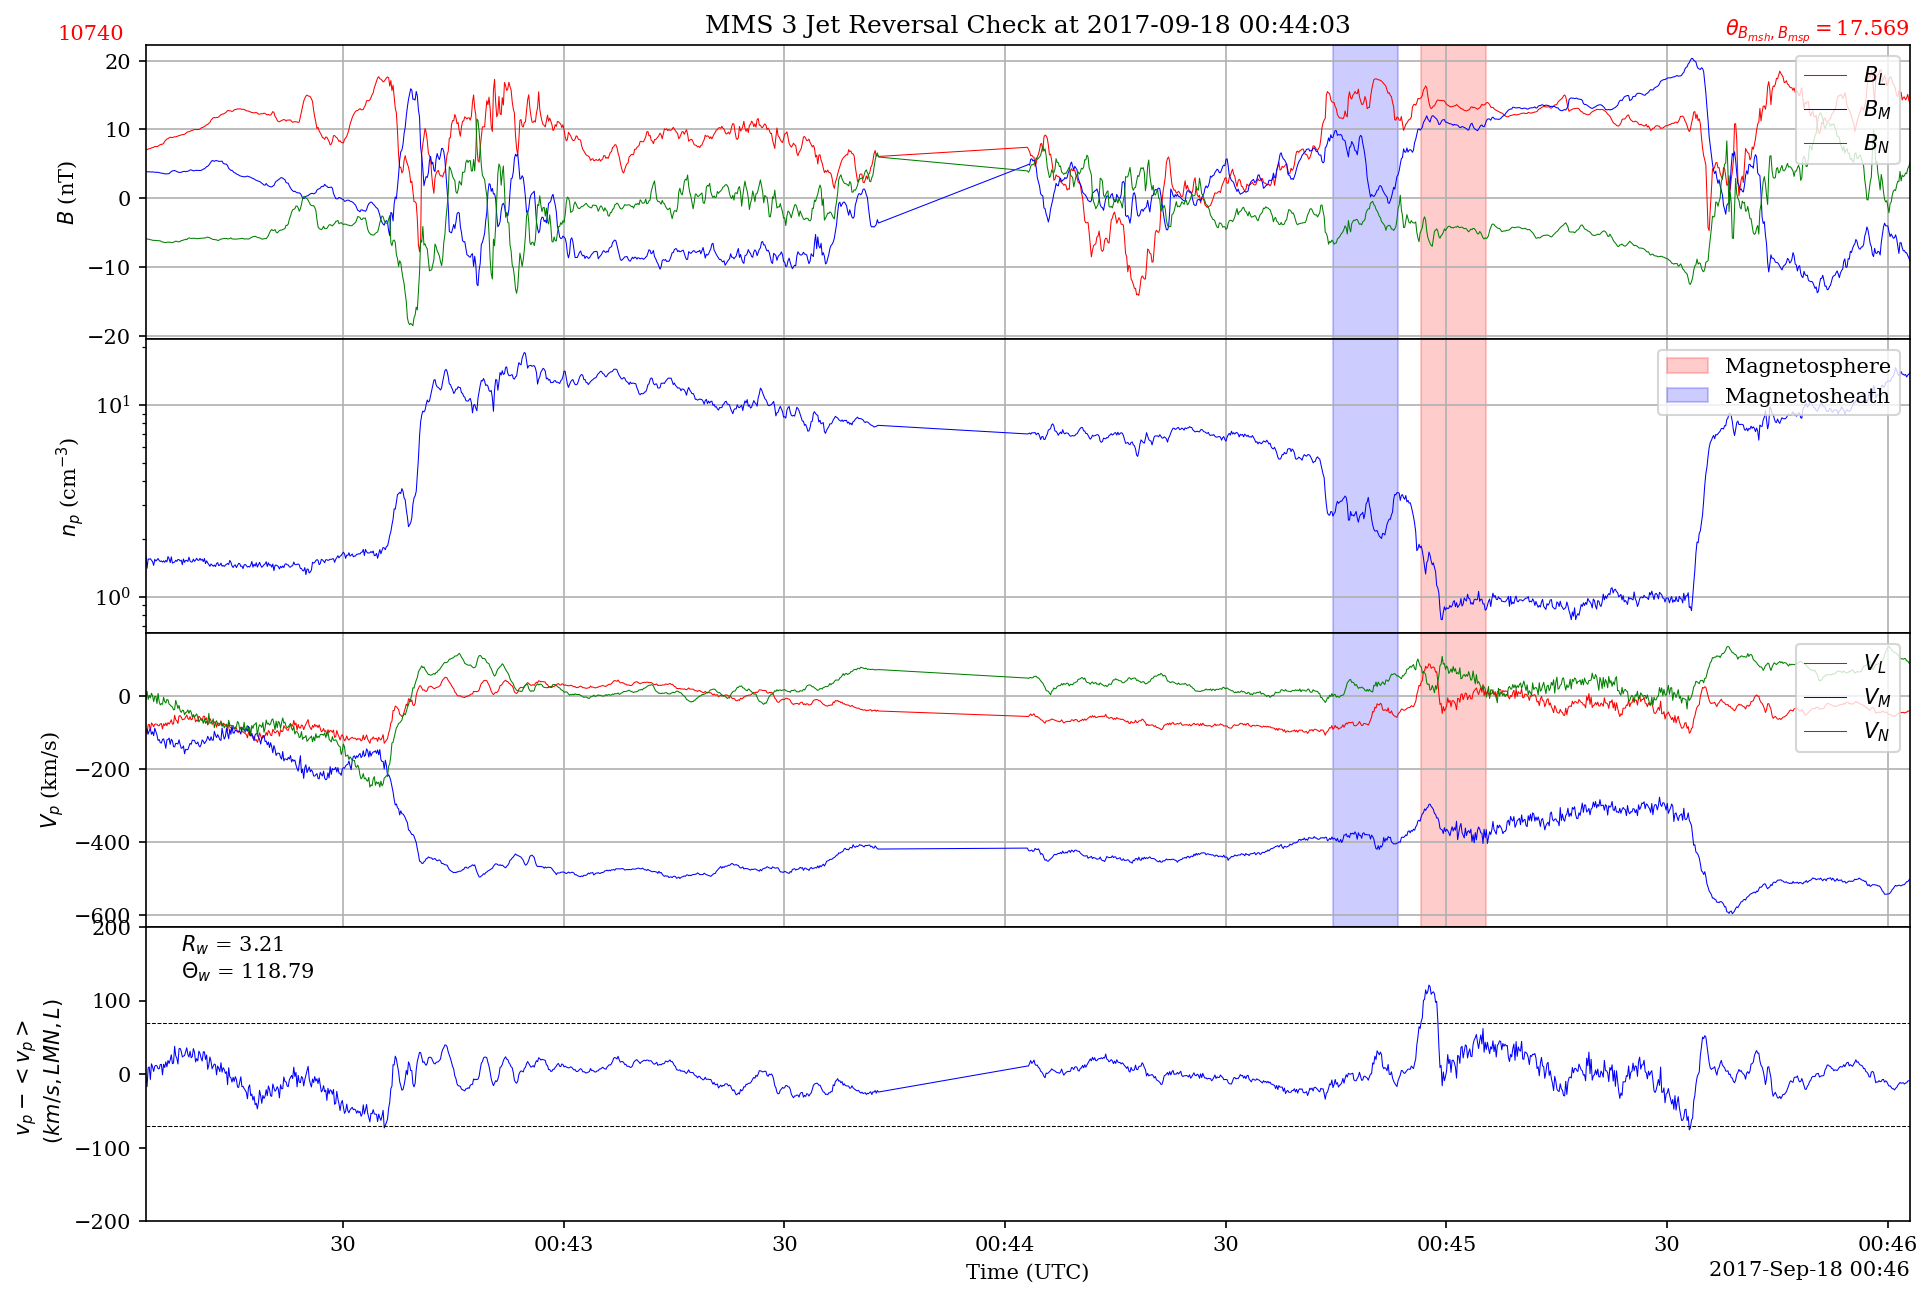 MMS 3 Jet Reversal Check at 2017-09-18 00:44:03
10740
θ_{B_{msh}, B_{msp}} = 17.569
20
10
0
−10
−20
B (nT)
B_L
B_M
B_N
10^1
10^0
n_p (cm^{−3})
Magnetosphere
Magnetosheath
0
−200
−400
−600
V_p (km/s)
V_L
V_M
V_N
200
100
0
−100
−200
v_p − < v_p >
(km/s, LMN, L)
R_w = 3.21
Θ_w = 118.79
30
00:43
30
00:44
30
00:45
30
00:46
Time (UTC)
2017-Sep-18 00:46